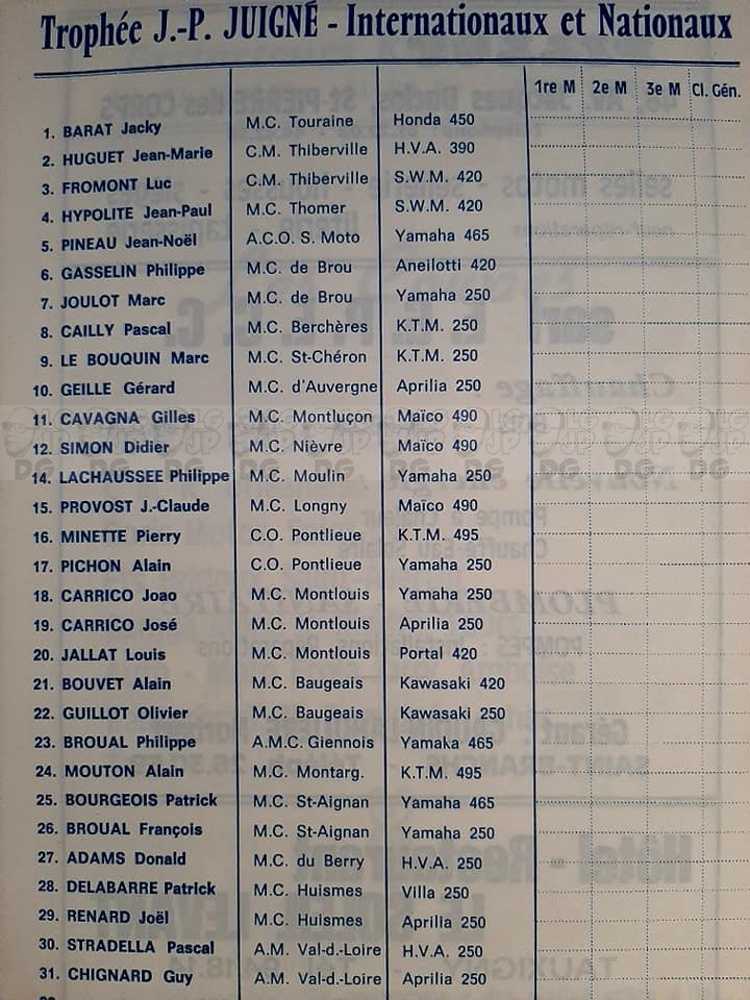 Trophée J.-P. JUIGNÉ - Internationaux et Nationaux
1re M 2e M 3e M Cl. Gén.
1. BARAT Jacky M.C. Touraine Honda 450
2. HUGUET Jean-Marie C.M. Thiberville H.V.A. 390
3. FROMONT Luc C.M. Thiberville S.W.M. 420
4. HYPOLITE Jean-Paul M.C. Thomer S.W.M. 420
5. PINEAU Jean-Noël A.C.O. S. Moto Yamaha 465
6. GASSELIN Philippe M.C. de Brou Aneilotti 420
7. JOULOT Marc M.C. de Brou Yamaha 250
8. CAILLY Pascal M.C. Berchères K.T.M. 250
9. LE BOUQUIN Marc M.C. St-Chéron K.T.M. 250
10. GEILLE Gérard M.C. d'Auvergne Aprilia 250
11. CAVAGNA Gilles M.C. Montluçon Maïco 490
12. SIMON Didier M.C. Nièvre Maïco 490
14. LACHAUSSEE Philippe M.C. Moulin Yamaha 250
15. PROVOST J.-Claude M.C. Longny Maïco 490
16. MINETTE Pierry C.O. Pontlieue K.T.M. 495
17. PICHON Alain C.O. Pontlieue Yamaha 250
18. CARRICO Joao M.C. Montlouis Yamaha 250
19. CARRICO José M.C. Montlouis Aprilia 250
20. JALLAT Louis M.C. Montlouis Portal 420
21. BOUVET Alain M.C. Baugeais Kawasaki 420
22. GUILLOT Olivier M.C. Baugeais Kawasaki 250
23. BROUAL Philippe A.M.C. Giennois Yamaka 465
24. MOUTON Alain M.C. Montarg. K.T.M. 495
25. BOURGEOIS Patrick M.C. St-Aignan Yamaha 465
26. BROUAL François M.C. St-Aignan Yamaha 250
27. ADAMS Donald M.C. du Berry H.V.A. 250
28. DELABARRE Patrick M.C. Huismes Villa 250
29. RENARD Joël M.C. Huismes Aprilia 250
30. STRADELLA Pascal A.M. Val-d.-Loire H.V.A. 250
31. CHIGNARD Guy A.M. Val-d.-Loire Aprilia 250